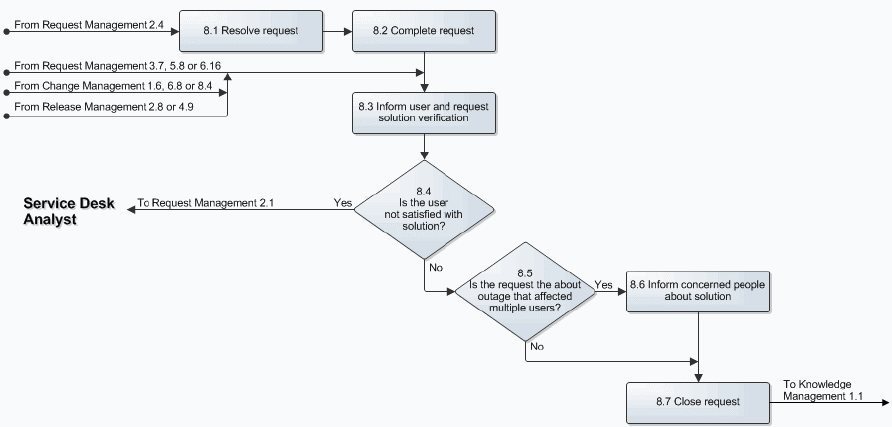 From Request Management 2.4
8.1 Resolve request
8.2 Complete request
From Request Management 3.7, 5.8 or 6.16
From Change Management 1.6, 6.8 or 8.4
From Release Management 2.8 or 4.9
8.3 Inform user and request
solution verification
8.4
Is the user
not satisfied with
solution?
Yes
To Request Management 2.1
Service Desk
Analyst
No
8.5
Is the request the about
outage that affected
multiple users?
Yes
8.6 Inform concerned people
about solution
No
8.7 Close request
To Knowledge
Management 1.1